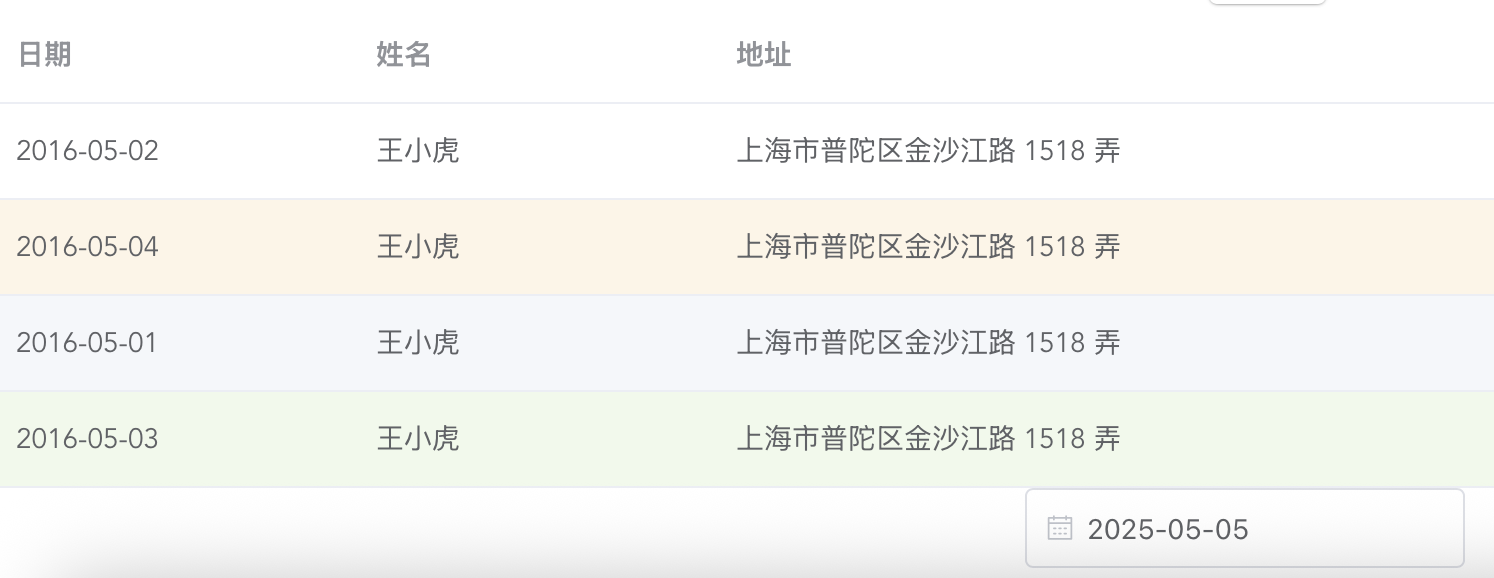 日期 姓名 地址
2016-05-02 王小虎 上海市普陀区金沙江路 1518 弄
2016-05-04 王小虎 上海市普陀区金沙江路 1518 弄
2016-05-01 王小虎 上海市普陀区金沙江路 1518 弄
2016-05-03 王小虎 上海市普陀区金沙江路 1518 弄
2025-05-05